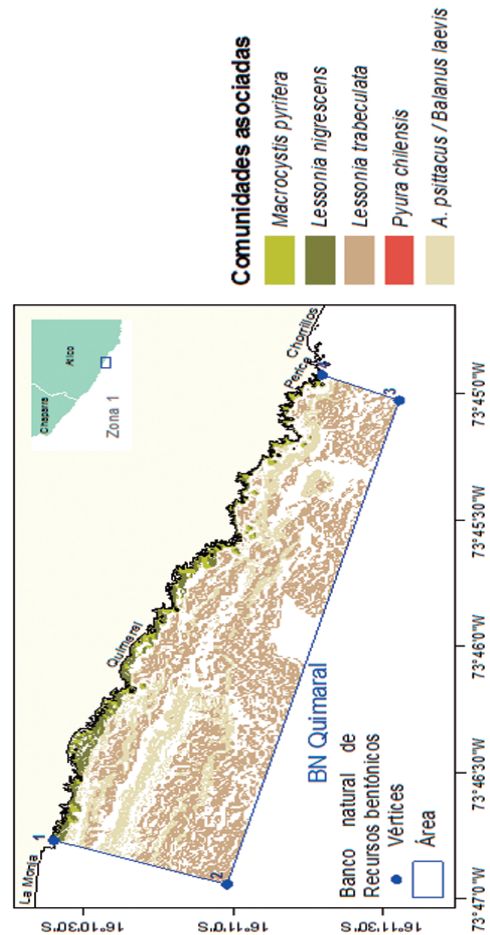 La Monja
Quimaral
Perica
Chorrillos
1
2
3
4
Chaparra
Atico
Zona 1
BN Quimaral
Banco natural de
Recursos bentónicos
Vértices
Área
16°10'30"S
16°11'0"S
16°11'30"S
73°47'0"W
73°46'30"W
73°46'0"W
73°45'30"W
73°45'0"W
Comunidades asociadas
Macrocystis pyrifera
Lessonia nigrescens
Lessonia trabeculata
Pyura chilensis
A. psittacus / Balanus laevis